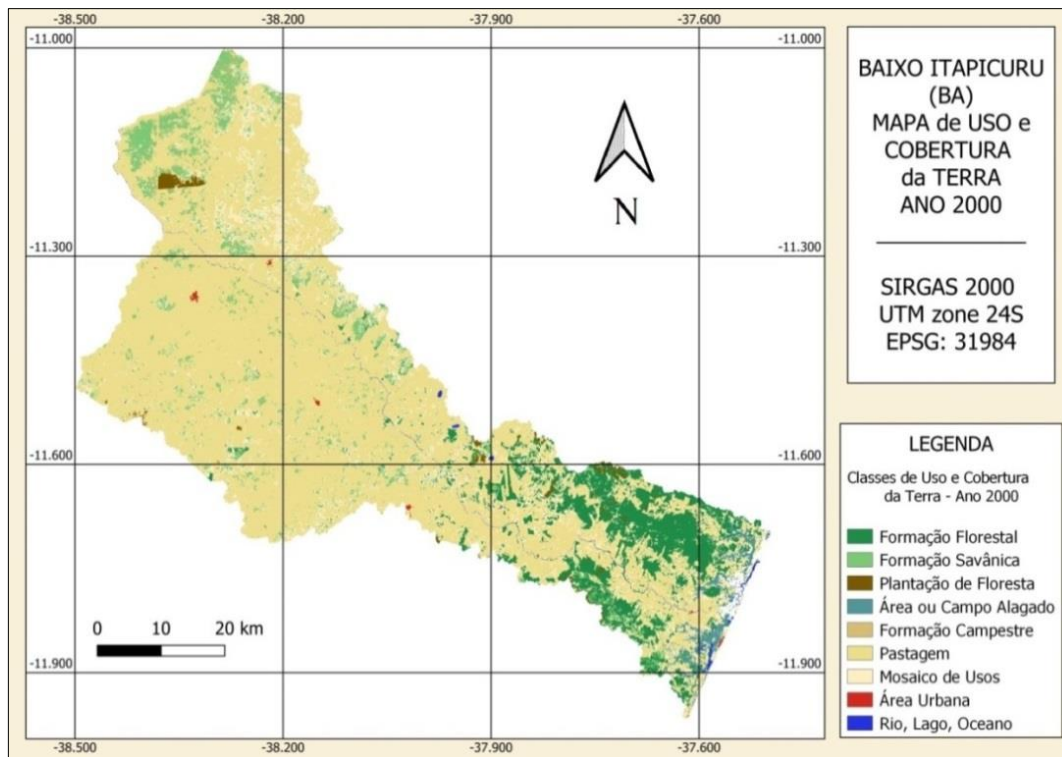 -38.500 -38.200 -37.900 -37.600
-11.000 -11.000
-11.300 -11.300
-11.600 -11.600
-11.900 -11.900
-38.500 -38.200 -37.900 -37.600
N
0 10 20 km
BAIXO ITAPICURU
(BA)
MAPA de USO e
COBERTURA
da TERRA
ANO 2000
SIRGAS 2000
UTM zone 24S
EPSG: 31984
LEGENDA
Classes de Uso e Cobertura
da Terra - Ano 2000
Formação Florestal
Formação Savânica
Plantação de Floresta
Área ou Campo Alagado
Formação Campestre
Pastagem
Mosaico de Usos
Área Urbana
Rio, Lago, Oceano